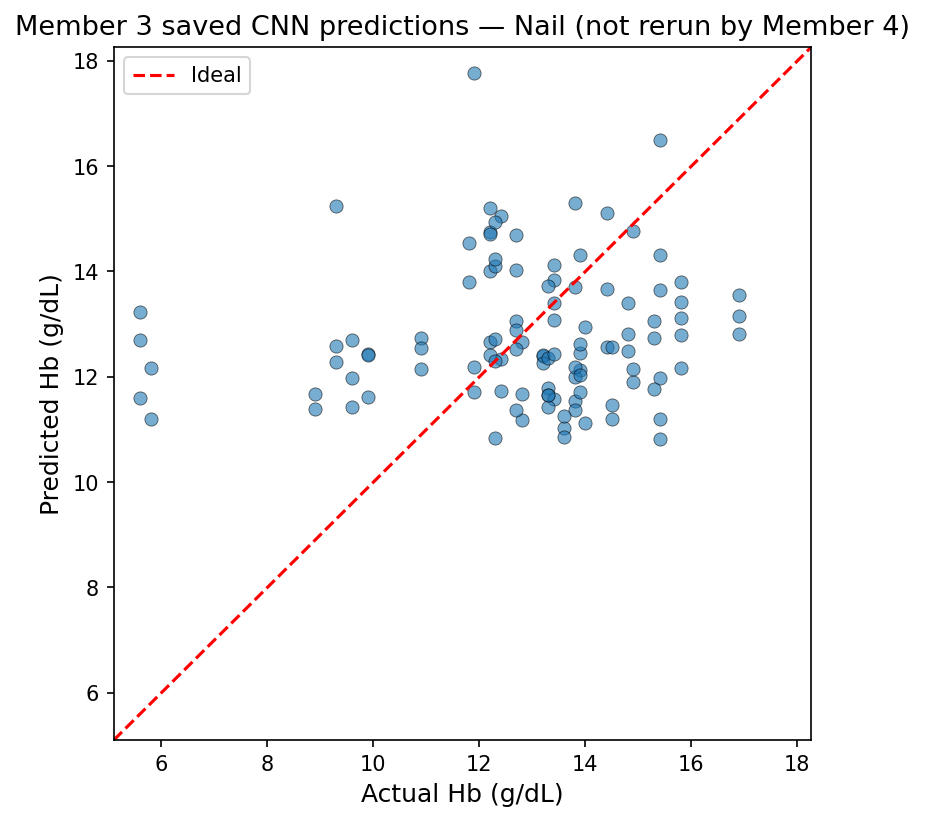 Member 3 saved CNN predictions — Nail (not rerun by Member 4)
Ideal
18
16
14
12
10
8
6
Predicted Hb (g/dL)
6 8 10 12 14 16 18
Actual Hb (g/dL)